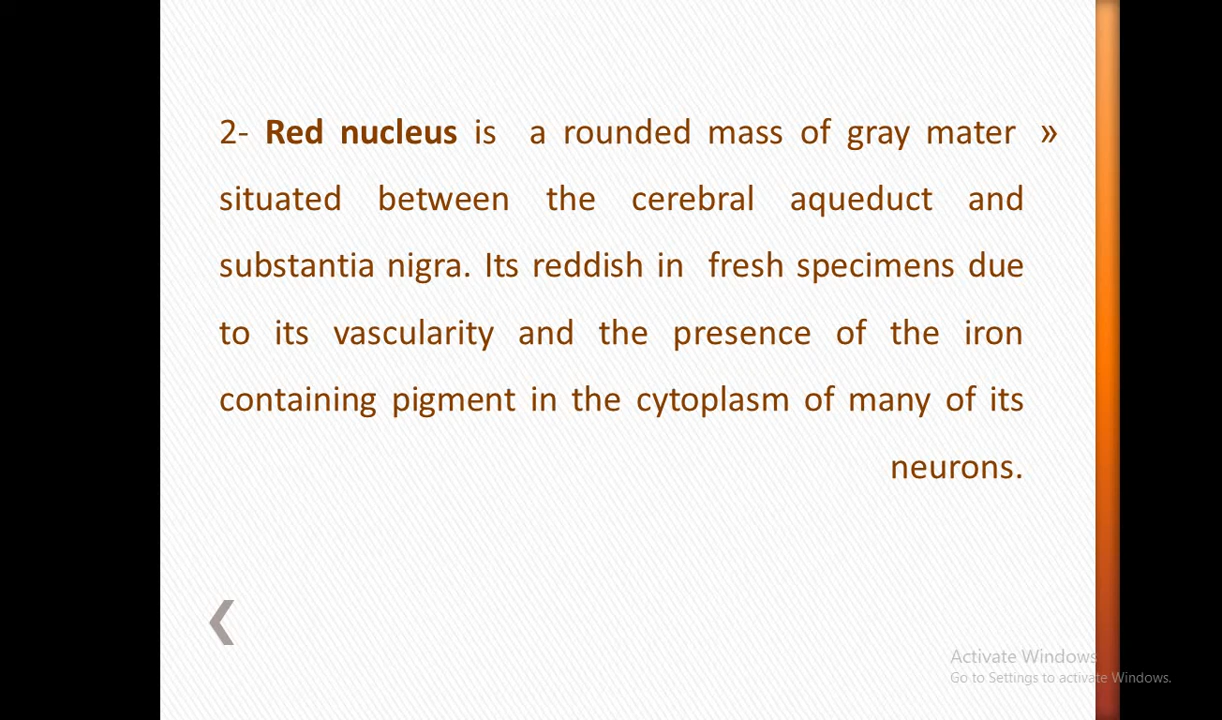 2- Red nucleus is a rounded mass of gray mater »
situated between the cerebral aqueduct and
substantia nigra. Its reddish in fresh specimens due
to its vascularity and the presence of the iron
containing pigment in the cytoplasm of many of its
neurons.
Activate Windows
Go to Settings to activate Windows.